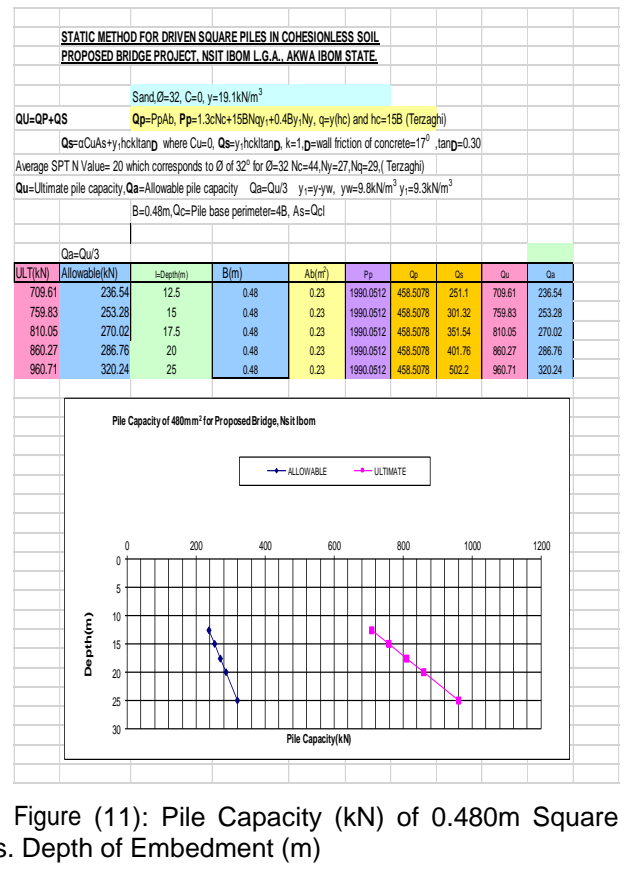 STATIC METHOD FOR DRIVEN SQUARE PILES IN COHESIONLESS SOIL
PROPOSED BRIDGE PROJECT, NSIT IBOM L.G.A., AKWA IBOM STATE.
Sand,Ø=32, C=0, y=19.1kN/m³
QU=QP+QS Qp=PpAb, Pp=1.3cNc+15BNqy₁+0.4By₁Ny, q=y(hc) and hc=15B (Terzaghi)
Qs=αCuAs+y₁hckltanD where Cu=0, Qs=y₁hckltanD, k=1,D=wall friction of concrete=17⁰ ,tanD=0.30
Average SPT N Value= 20 which corresponds to Ø of 32⁰ for Ø=32 Nc=44,Ny=27,Nq=29,( Terzaghi)
Qu=Ultimate pile capacity,Qa=Allowable pile capacity Qa=Qu/3 y₁=y-yw, yw=9.8kN/m³ y₁=9.3kN/m³
B=0.48m,Qc=Pile base perimeter=4B, As=Qcl
Qa=Qu/3
ULT(kN) Allowable(kN) l=Depth(m) B(m) Ab(m²) Pp Qp Qs Qu Qa
709.61 236.54 12.5 0.48 0.23 1990.0512 458.5078 251.1 709.61 236.54
759.83 253.28 15 0.48 0.23 1990.0512 458.5078 301.32 759.83 253.28
810.05 270.02 17.5 0.48 0.23 1990.0512 458.5078 351.54 810.05 270.02
860.27 286.76 20 0.48 0.23 1990.0512 458.5078 401.76 860.27 286.76
960.71 320.24 25 0.48 0.23 1990.0512 458.5078 502.2 960.71 320.24
Pile Capacity of 480mm² for Proposed Bridge, Nsit Ibom
ALLOWABLE ULTIMATE
0 200 400 600 800 1000 1200
0
5
10
15
20
25
30
Depth(m)
Pile Capacity(kN)
Figure (11): Pile Capacity (kN) of 0.480m Square
s. Depth of Embedment (m)